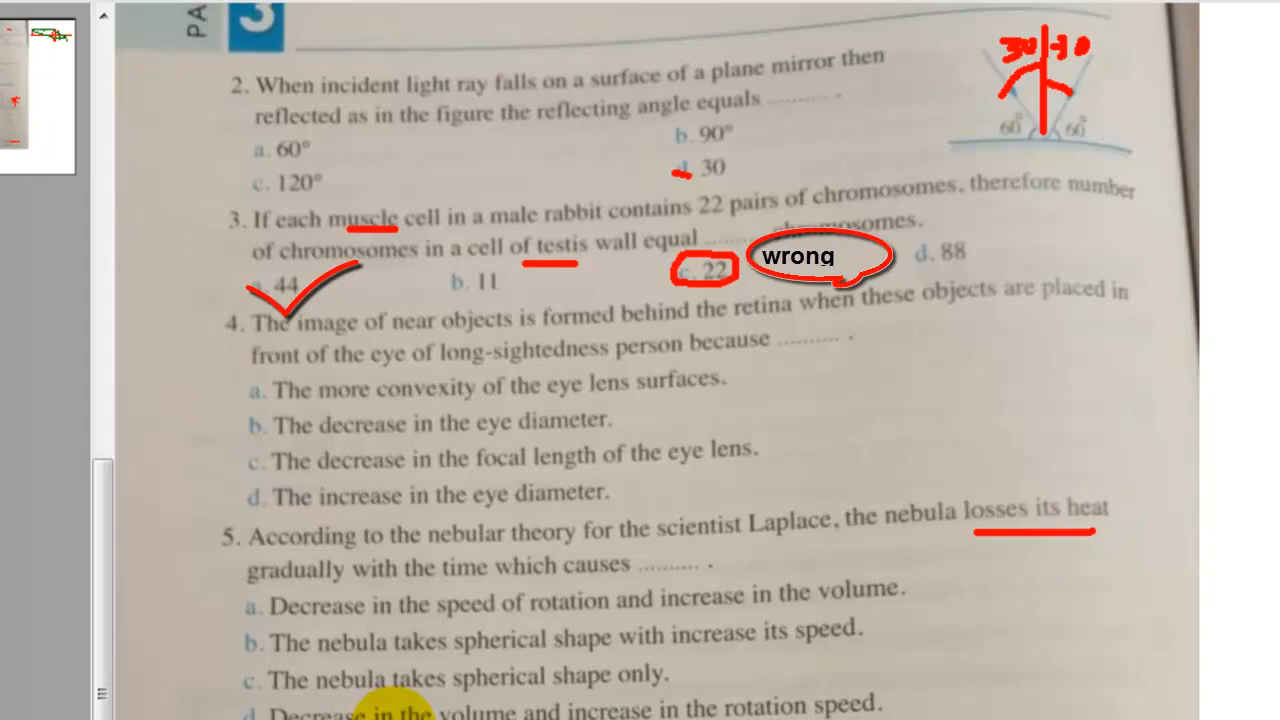 PA
3
2. When incident light ray falls on a surface of a plane mirror then
reflected as in the figure the reflecting angle equals .......... .
a. 60°
b. 90°
c. 120°
d. 30
30 30
60° 60°
3. If each muscle cell in a male rabbit contains 22 pairs of chromosomes, therefore number
of chromosomes in a cell of testis wall equal .......... chromosomes.
a. 44 b. 11 c. 22 d. 88
wrong
4. The image of near objects is formed behind the retina when these objects are placed in
front of the eye of long-sightedness person because .......... .
a. The more convexity of the eye lens surfaces.
b. The decrease in the eye diameter.
c. The decrease in the focal length of the eye lens.
d. The increase in the eye diameter.
5. According to the nebular theory for the scientist Laplace, the nebula losses its heat
gradually with the time which causes .......... .
a. Decrease in the speed of rotation and increase in the volume.
b. The nebula takes spherical shape with increase its speed.
c. The nebula takes spherical shape only.
d. Decrease in the volume and increase in the rotation speed.